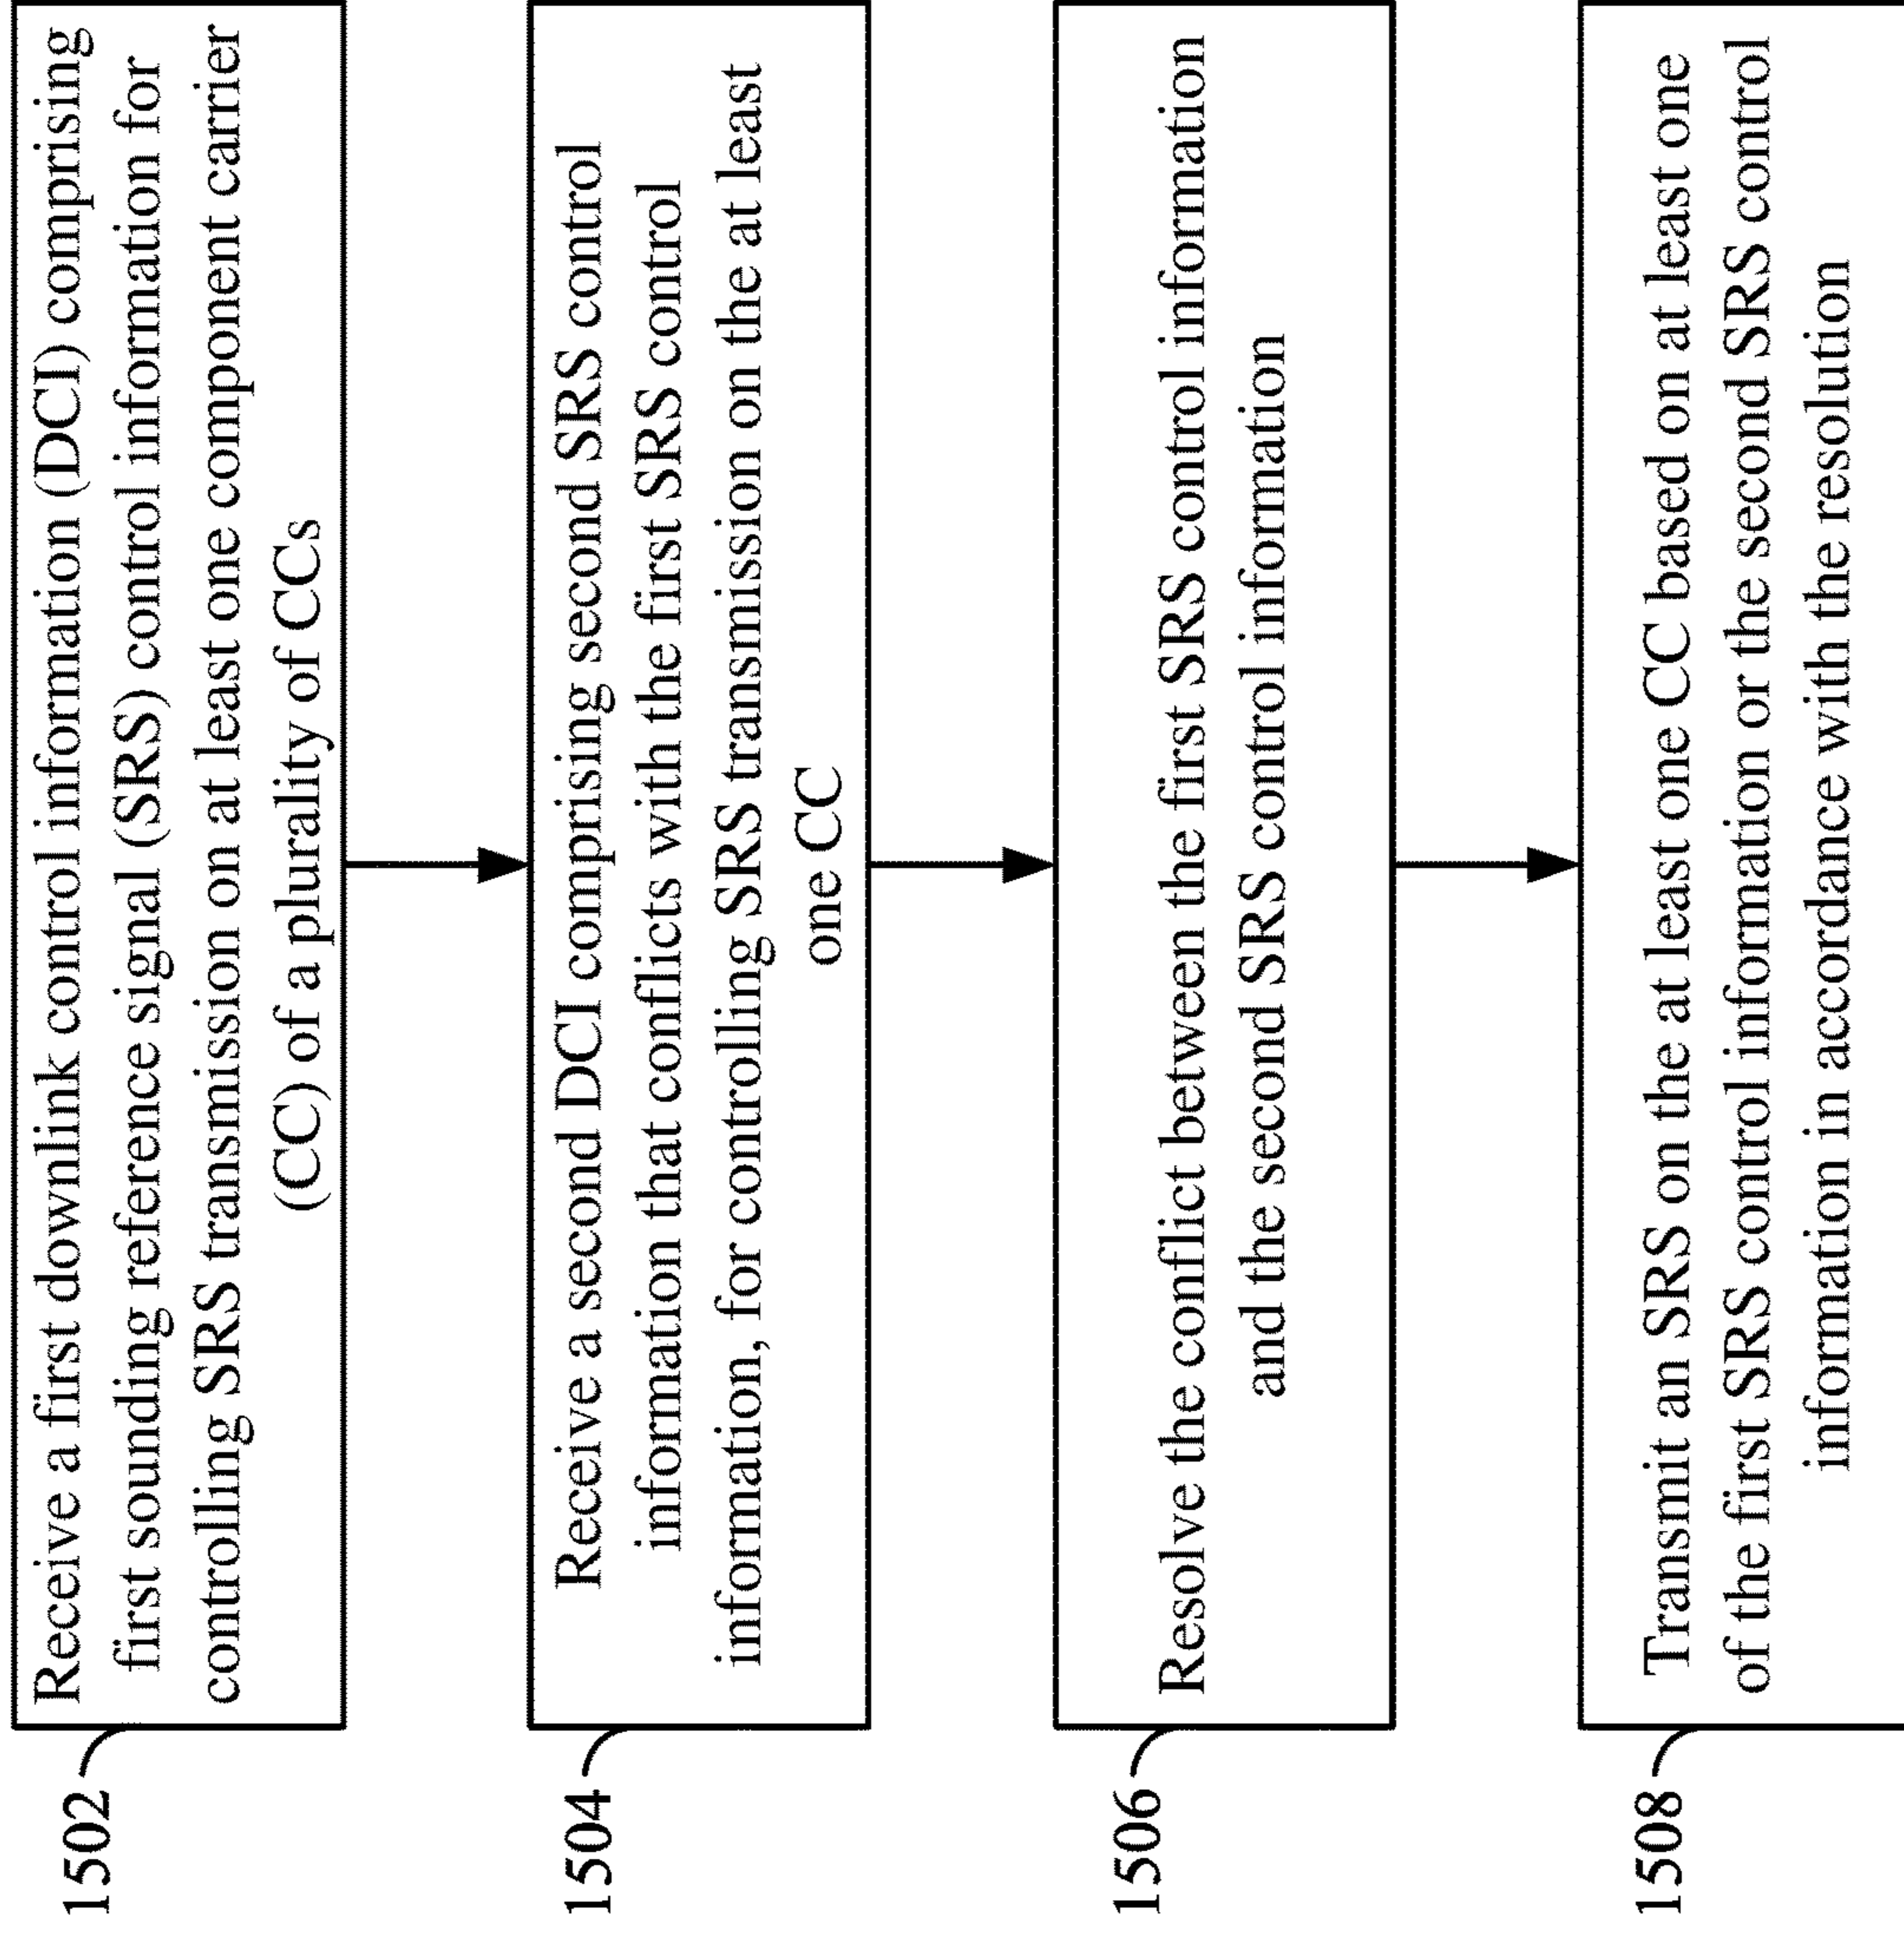 1502
Receive a first downlink control information (DCI) comprising
first sounding reference signal (SRS) control information for
controlling SRS transmission on at least one component carrier
(CC) of a plurality of CCs
1504
Receive a second DCI comprising second SRS control
information that conflicts with the first SRS control
information, for controlling SRS transmission on the at least
one CC
1506
Resolve the conflict between the first SRS control information
and the second SRS control information
1508
Transmit an SRS on the at least one CC based on at least one
of the first SRS control information or the second SRS control
information in accordance with the resolution